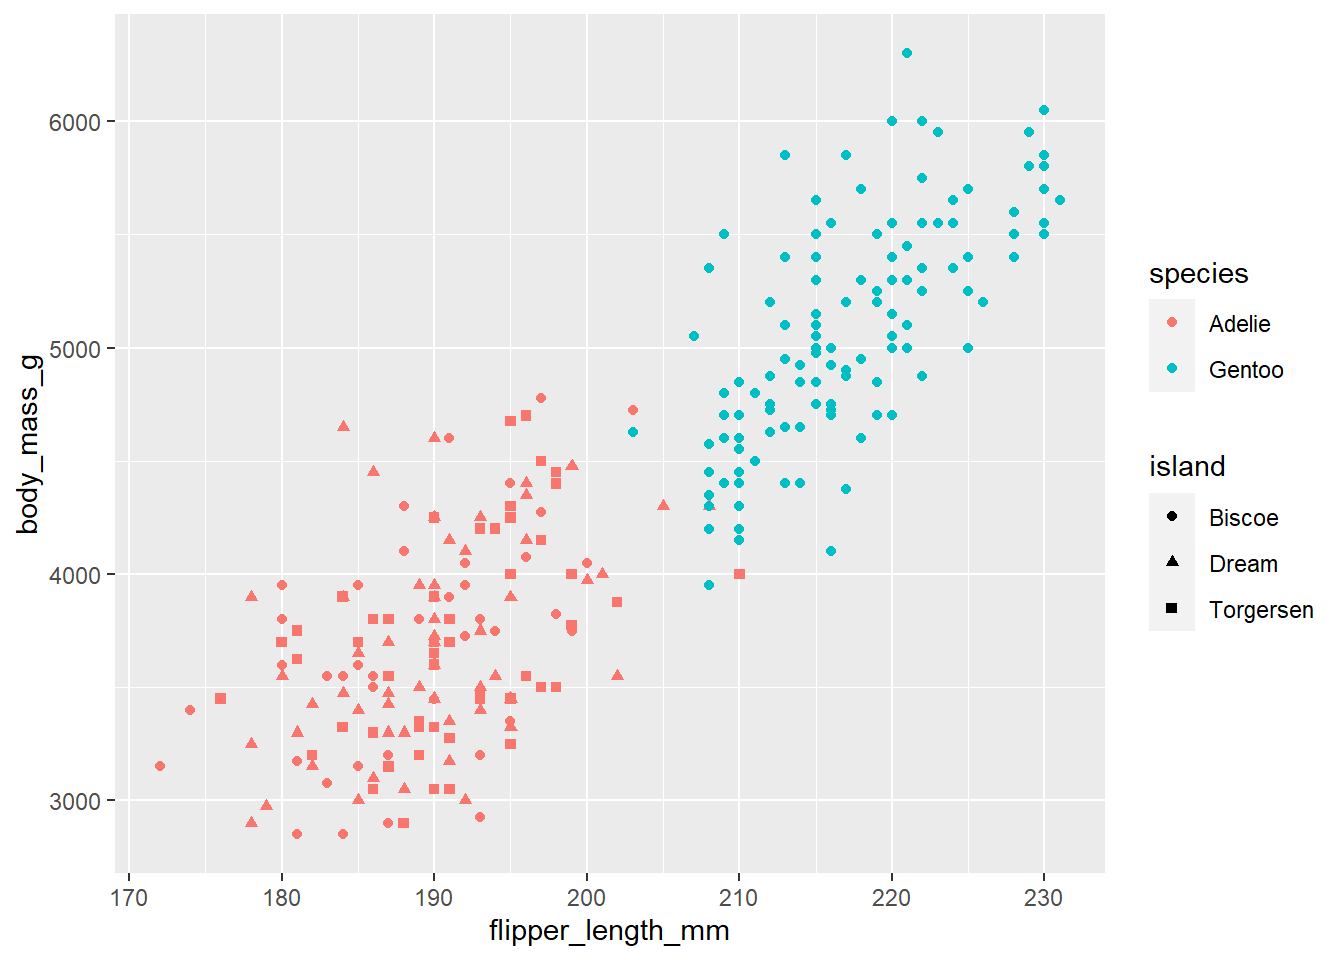 6000
5000
4000
3000
body_mass_g
170 180 190 200 210 220 230
flipper_length_mm
species
Adelie
Gentoo
island
Biscoe
Dream
Torgersen